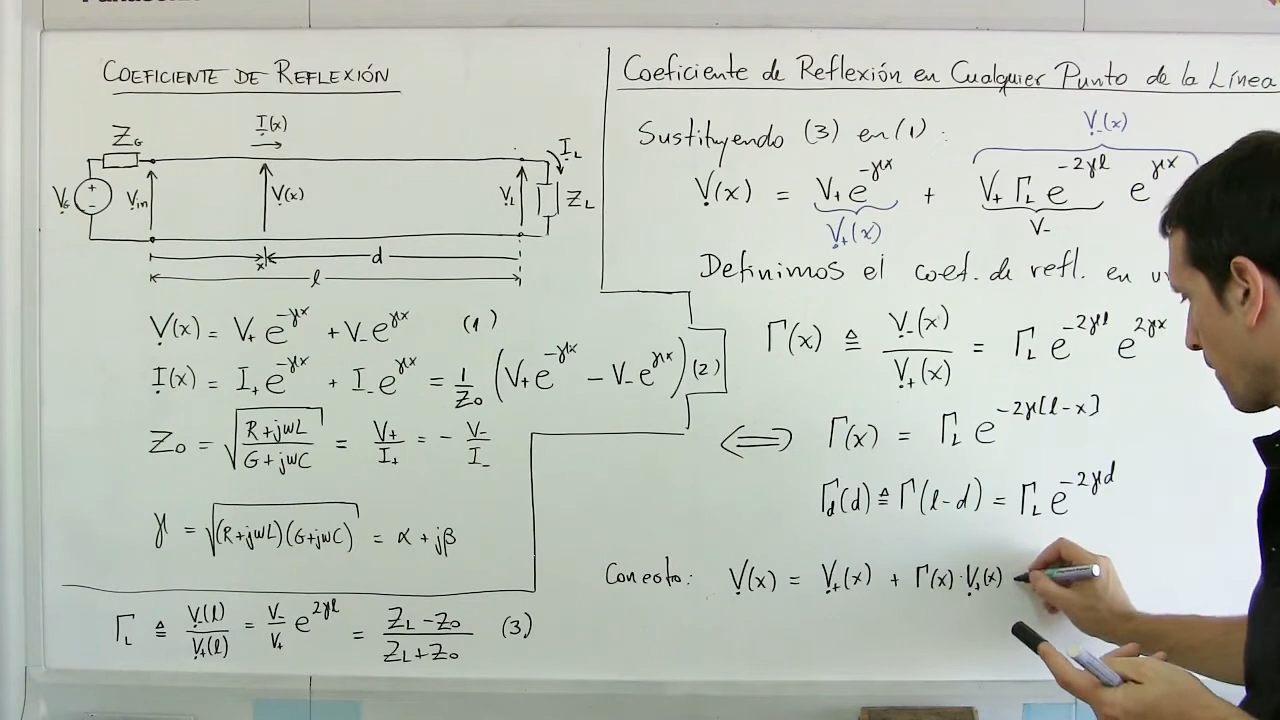 COEFICIENTE DE REFLEXIÓN
I(x)
Z_G
I_L
V_G
+
-
V_in
V(x)
V_L
Z_L
x
d
l
V(x) = V₊ e^{-γx} + V₋ e^{γx} (1)
I(x) = I₊ e^{-γx} + I₋ e^{γx} = 1/Z₀ (V₊ e^{-γx} - V₋ e^{γx}) (2)
Z₀ = √((R+jωL)/(G+jωC)) = V₊/I₊ = - V₋/I₋
γ = √((R+jωL)(G+jωC)) = α + jβ
Γ_L ≜ V₋(l)/V₊(l) = V₋/V₊ e^{2γl} = (Z_L - Z₀)/(Z_L + Z₀) (3)
Coeficiente de Reflexión en Cualquier Punto de la Línea
Sustituyendo (3) en (1):
V₋(x)
V(x) = V₊ e^{-γx} + V₊ Γ_L e^{-2γl} e^{γx}
V₊(x) V₋
Definimos el coef. de refl. en
Γ(x) ≜ V₋(x)/V₊(x) = Γ_L e^{-2γl} e^{2γx}
⟺ Γ(x) = Γ_L e^{-2γ[l-x]}
Γ_d(d) ≜ Γ(l-d) = Γ_L e^{-2γd}
Con esto: V(x) = V₊(x) + Γ(x)·V₊(x)